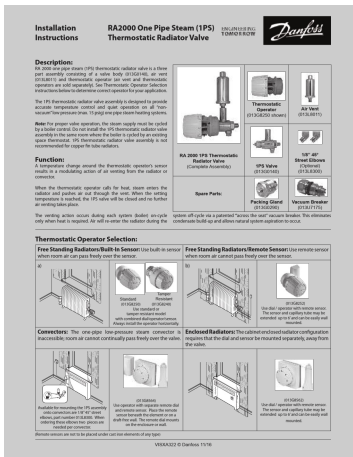 Installation
Instructions
RA2000 One Pipe Steam (1PS)
Thermostatic Radiator Valve
ENGINEERING
TOMORROW
Danfoss
Description:
RA 2000 one pipe steam (1PS) thermostatic radiator valve is a three
part assembly consisting of a valve body (013G0140), air vent
(013L8011) and thermostatic operator (air vent and thermostatic
operators are sold separately). See Thermostatic Operator Selection
Instructions below to determine correct operator for your application.
The 1PS thermostatic radiator valve assembly is designed to provide
accurate temperature control and quiet operation on all "non-
vacuum" low pressure (max. 15 psig) one pipe steam heating systems.
Note: For proper valve operation, the steam supply must be cycled
by a boiler control. Do not install the 1PS thermostatic radiator valve
assembly in the same room where the boiler is cycled by an existing
space thermostat. 1PS thermostatic radiator valve assembly is not
recommended for copper fin-tube radiators.
Function:
A temperature change around the thermostatic operator's sensor
results in a modulating action of air venting from the radiator or
convector.
When the thermostatic operator calls for heat, steam enters the
radiator and pushes air out through the vent. When the setting
temperature is reached, the 1PS valve will be closed and no further
air venting takes place.
The venting action occurs each system (boiler) on-cycle
only when heat is required. Air will re-enter the radiator during the
RA 2000 1PS Thermostatic
Radiator Valve
(Complete Assembly)
Thermostatic
Operator
(013G8250 shown)
Air Vent
(013L8011)
1PS Valve
(013G0140)
1/8" 45°
Street Elbows
(Optional)
(013L0300)
Spare Parts:
Packing Gland
(013G0290)
Vacuum Breaker
(013U7175)
system off-cycle via a patented "across the seat" vacuum breaker. This eliminates
condensate build-up and allows natural system aspiration to occur.
Thermostatic Operator Selection:
Free Standing Radiators/Built-In Sensor: Use built-in sensor
when room air can pass freely over the sensor.
a)
Standard
(013G8250)
Tamper
Resistant
(013G8240)
Use standard or
tamper resistant model
with combined dial operator/sensor.
Always install the operator horizontally.
Free Standing Radiators/Remote Sensor: Use remote sensor
when room air cannot pass freely over the sensor.
b)
(013G8252)
Use dial / operator with remote sensor.
The sensor and capillary tube may be
extended up to 6' and can be easily wall
mounted.
Convectors: The one-pipe low-pressure steam convector is
inaccessible; room air cannot continually pass freely over the valve.
Available for mounting the 1PS assembly
onto convectors are 1/8" 45° street
elbows, part number 013L0300. When
ordering these elbows two pieces are
needed per convector.
(013G8564)
Use operator with separate remote dial
and remote sensor. Place the remote
sensor beneath the element or on a
shaft free wall. The remote dial mounts
on the enclosure or wall.
Enclosed Radiators: The cabinet enclosed radiator configuration
requires that the dial and sensor be mounted separately, away from
the valve.
(013G8562)
Use dial / operator with remote sensor.
The sensor and capillary tube may be
extended up to 6' and can be easily wall
mounted.
(Remote sensors are not to be placed under cast iron elements of any type).
VIIIAA322 © Danfoss 11/16